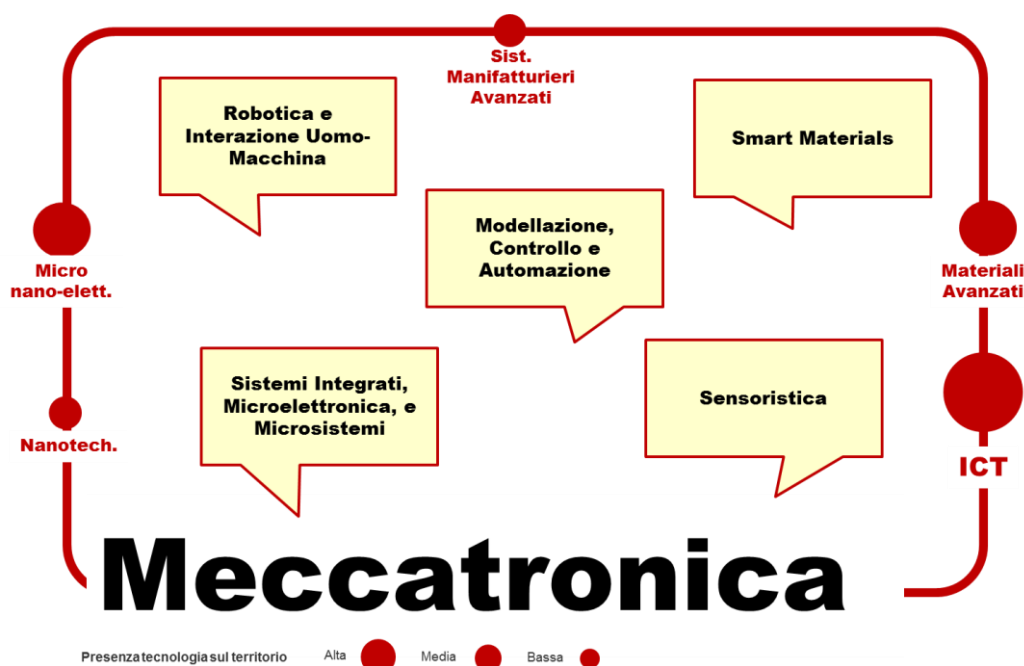 Sist.
Manifatturieri
Avanzati
Robotica e
Interazione Uomo-
Macchina
Smart Materials
Modellazione,
Controllo e
Automazione
Micro
nano-elett.
Materiali
Avanzati
Sistemi Integrati,
Microelettronica, e
Microsistemi
Sensoristica
Nanotech.
ICT
Meccatronica
Presenza tecnologia sul territorio Alta Media Bassa